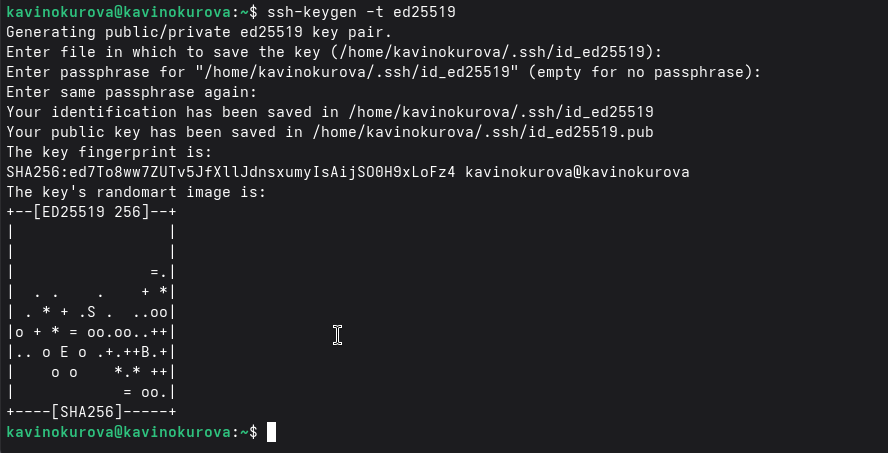 kavinokurova@kavinokurova:~$ ssh-keygen -t ed25519
Generating public/private ed25519 key pair.
Enter file in which to save the key (/home/kavinokurova/.ssh/id_ed25519):
Enter passphrase for "/home/kavinokurova/.ssh/id_ed25519" (empty for no passphrase):
Enter same passphrase again:
Your identification has been saved in /home/kavinokurova/.ssh/id_ed25519
Your public key has been saved in /home/kavinokurova/.ssh/id_ed25519.pub
The key fingerprint is:
SHA256:ed7To8ww7ZUTv5JfXllJdnsxumyIsAijSO0H9xLoFz4 kavinokurova@kavinokurova
The key's randomart image is:
+--[ED25519 256]--+
|                 |
|                 |
|               =.|
|  . .    .    + *|
| . * + .S .  ..oo|
|o + * = oo.oo..++|
|.. o E o .+.++B.+|
|    o o    *.* ++|
|            = oo.|
+----[SHA256]-----+
kavinokurova@kavinokurova:~$